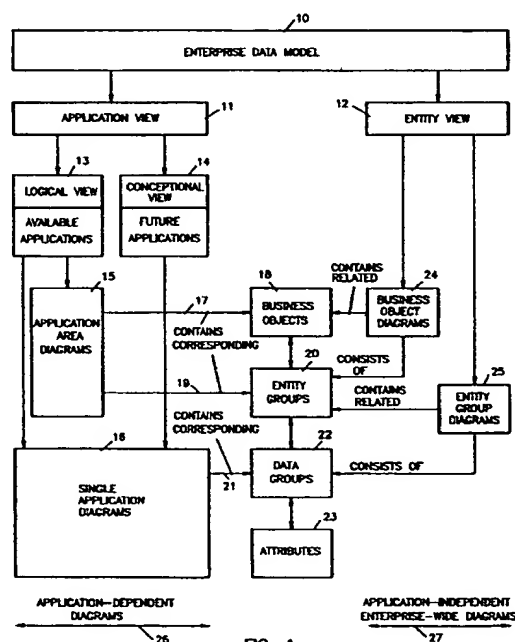 10
ENTERPRISE DATA MODEL
11
APPLICATION VIEW
12
ENTITY VIEW
13
LOGICAL VIEW
AVAILABLE
APPLICATIONS
14
CONCEPTIONAL
VIEW
FUTURE
APPLICATIONS
15
APPLICATION
AREA
DIAGRAMS
17
CONTAINS
CORRESPONDING
18
BUSINESS
OBJECTS
CONTAINS
RELATED
24
BUSINESS
OBJECT
DIAGRAMS
19
20
ENTITY
GROUPS
CONSISTS
OF
CONTAINS
RELATED
25
ENTITY
GROUP
DIAGRAMS
16
SINGLE
APPLICATION
DIAGRAMS
CONTAINS
CORRESPONDING
21
22
DATA
GROUPS
CONSISTS OF
23
ATTRIBUTES
APPLICATION-DEPENDENT
DIAGRAMS
26
APPLICATION-INDEPENDENT
ENTERPRISE-WIDE DIAGRAMS
27